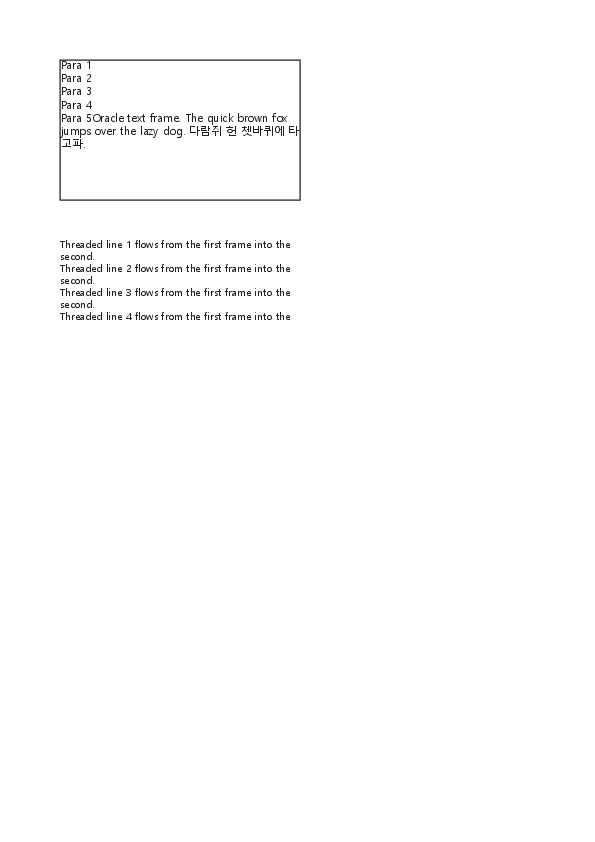 Para 1
Para 2
Para 3
Para 4
Para 5Oracle text frame. The quick brown fox
jumps over the lazy dog. 다람쥐 헌 쳇바퀴에 타
고파.
Threaded line 1 flows from the first frame into the
second.
Threaded line 2 flows from the first frame into the
second.
Threaded line 3 flows from the first frame into the
second.
Threaded line 4 flows from the first frame into the